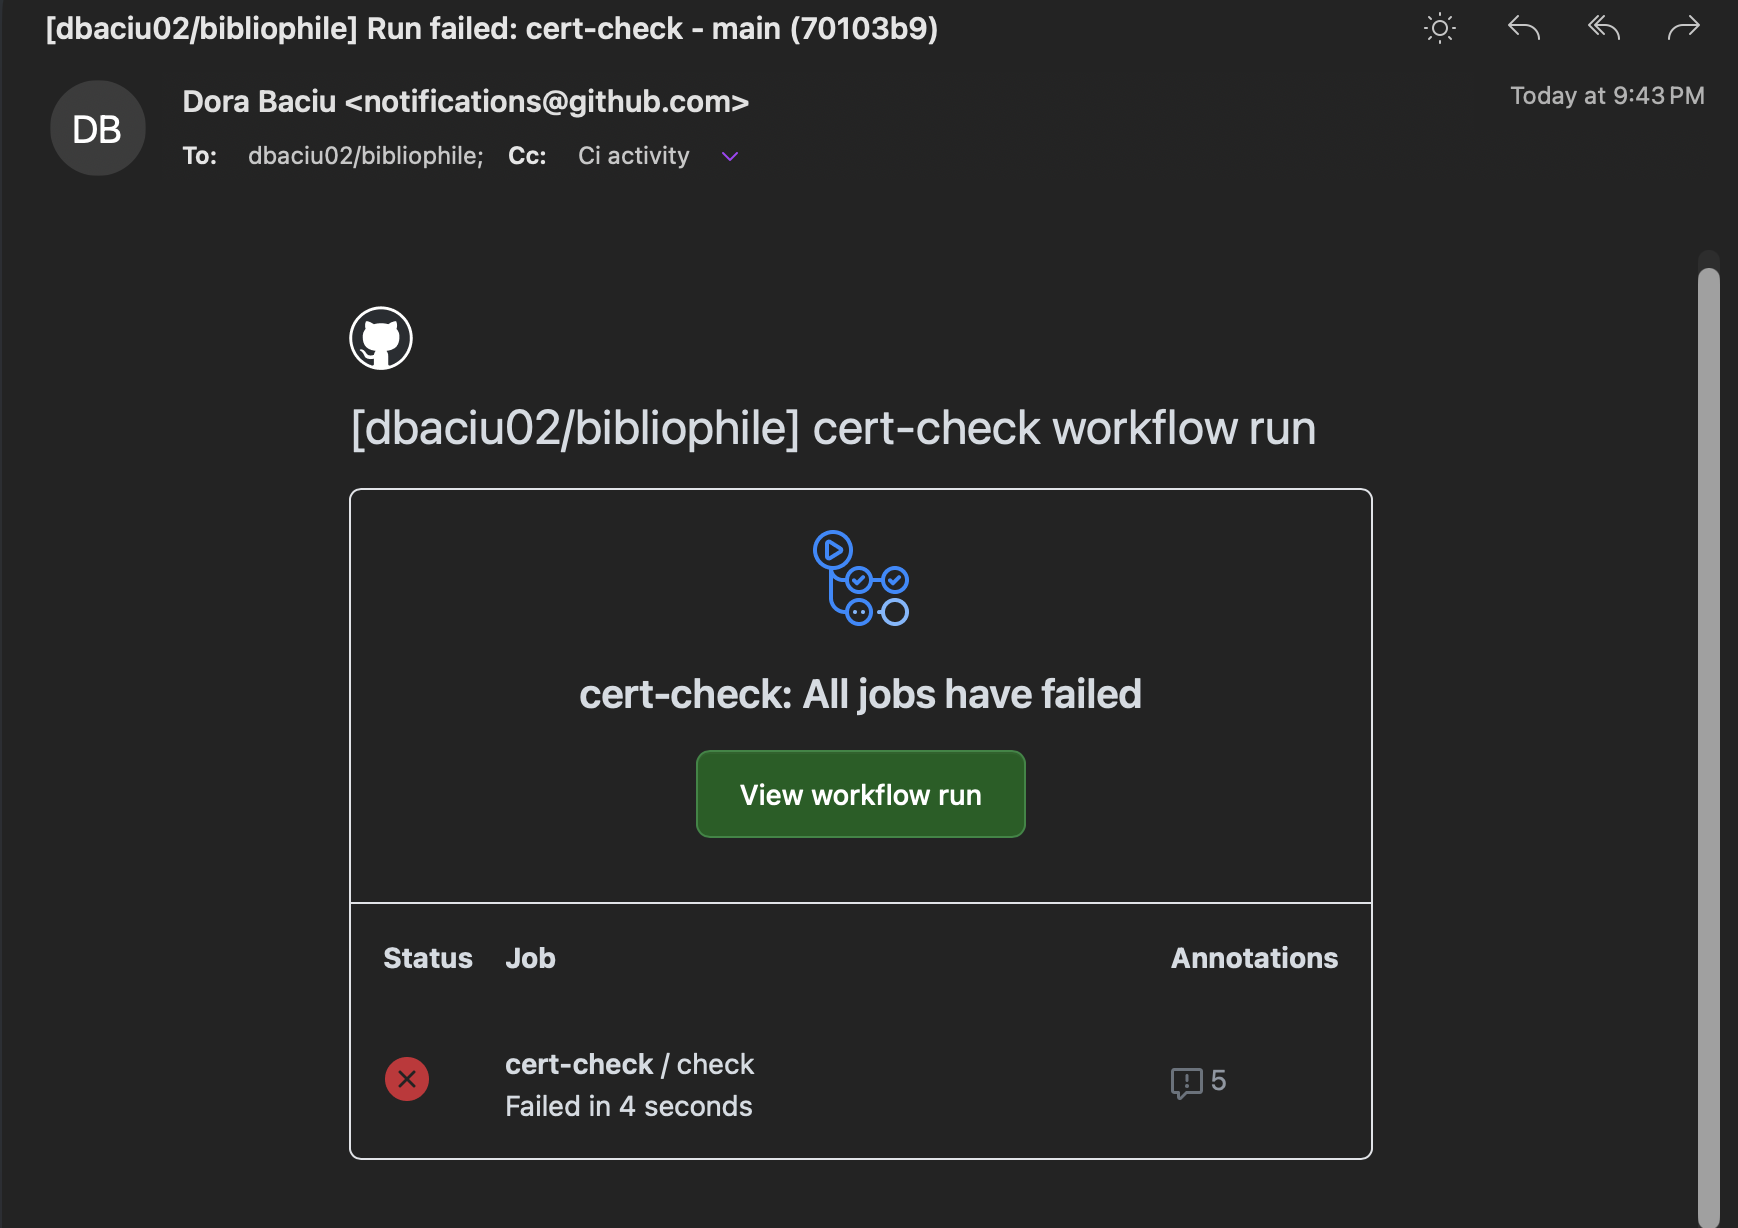 [dbaciu02/bibliophile] Run failed: cert-check - main (70103b9)
DB
Dora Baciu <notifications@github.com>
Today at 9:43 PM
To: dbaciu02/bibliophile; Cc: Ci activity
[dbaciu02/bibliophile] cert-check workflow run
cert-check: All jobs have failed
View workflow run
Status Job Annotations
cert-check / check
Failed in 4 seconds
5